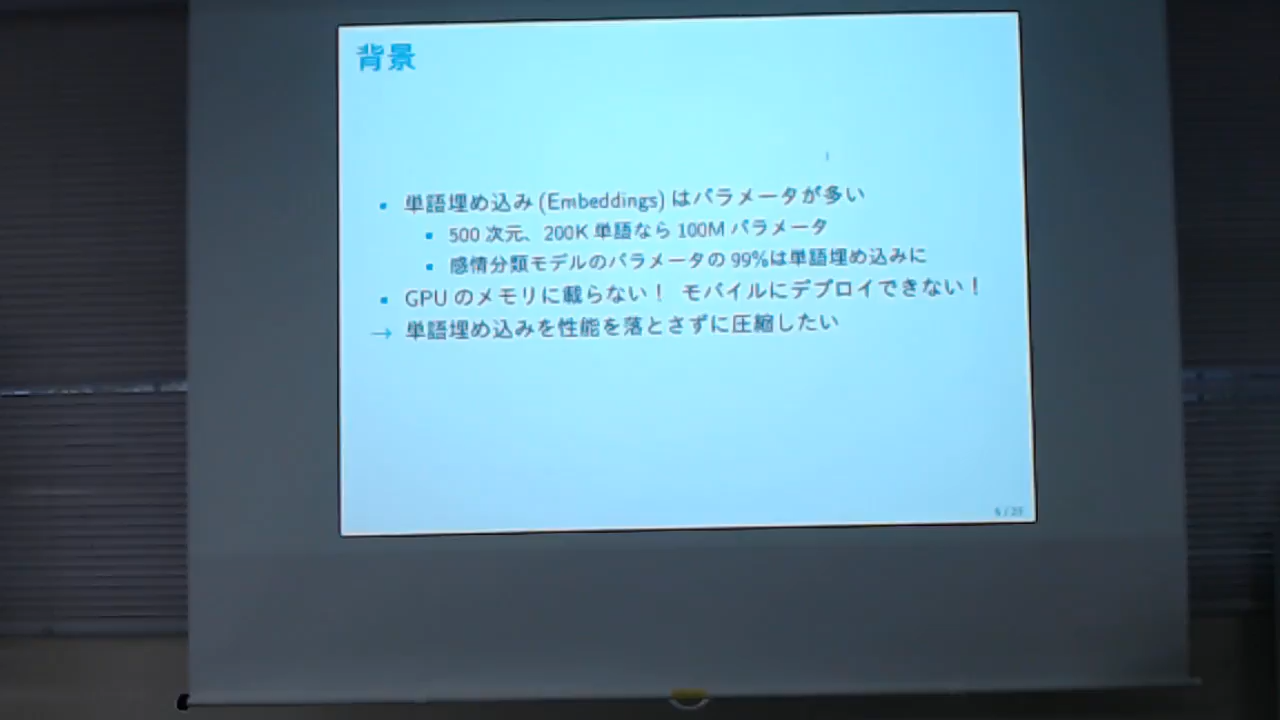 背景
単語埋め込み (Embeddings) はパラメータが多い
500 次元、200K 単語なら 100M パラメータ
感情分類モデルのパラメータの 99%は単語埋め込みに
GPU のメモリに載らない！ モバイルにデプロイできない！
→ 単語埋め込みを性能を落とさずに圧縮したい